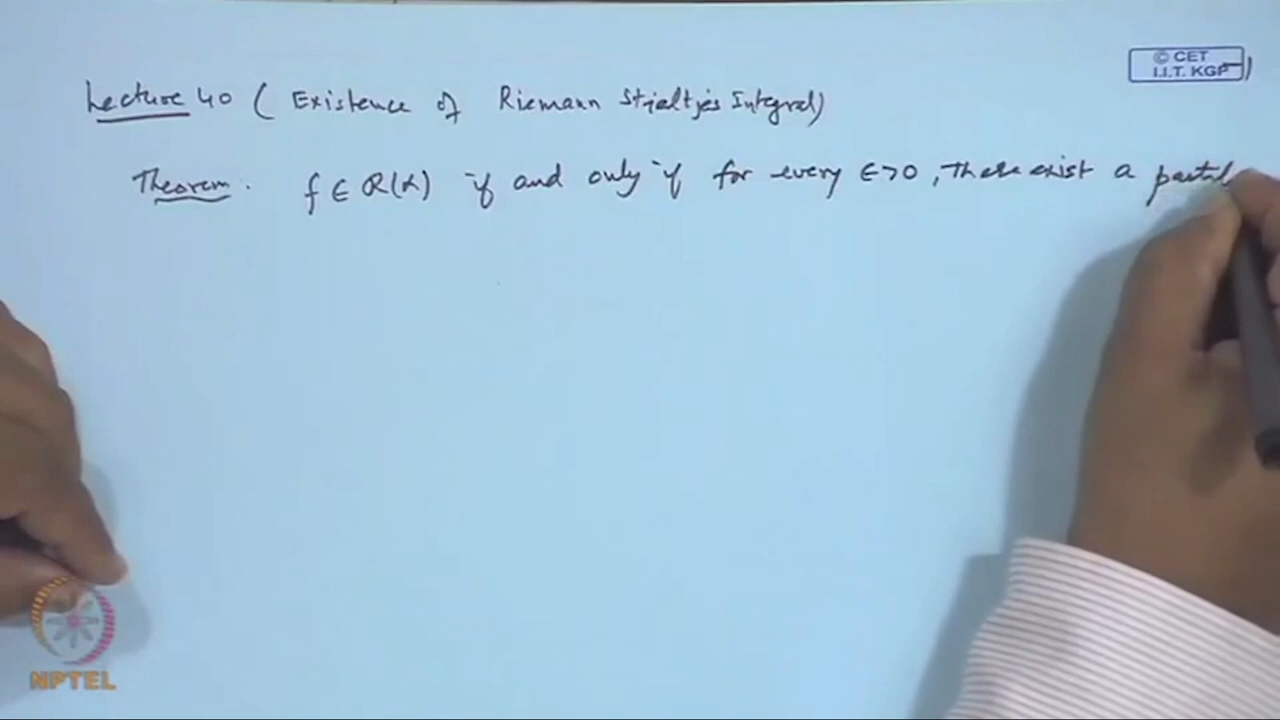 © CET
I.I.T. KGP
Lecture 40 ( Existence of Riemann Stieltjes Integral)
Theorem. f ∈ R(α) if and only if for every ϵ>0, There exist a
NPTEL